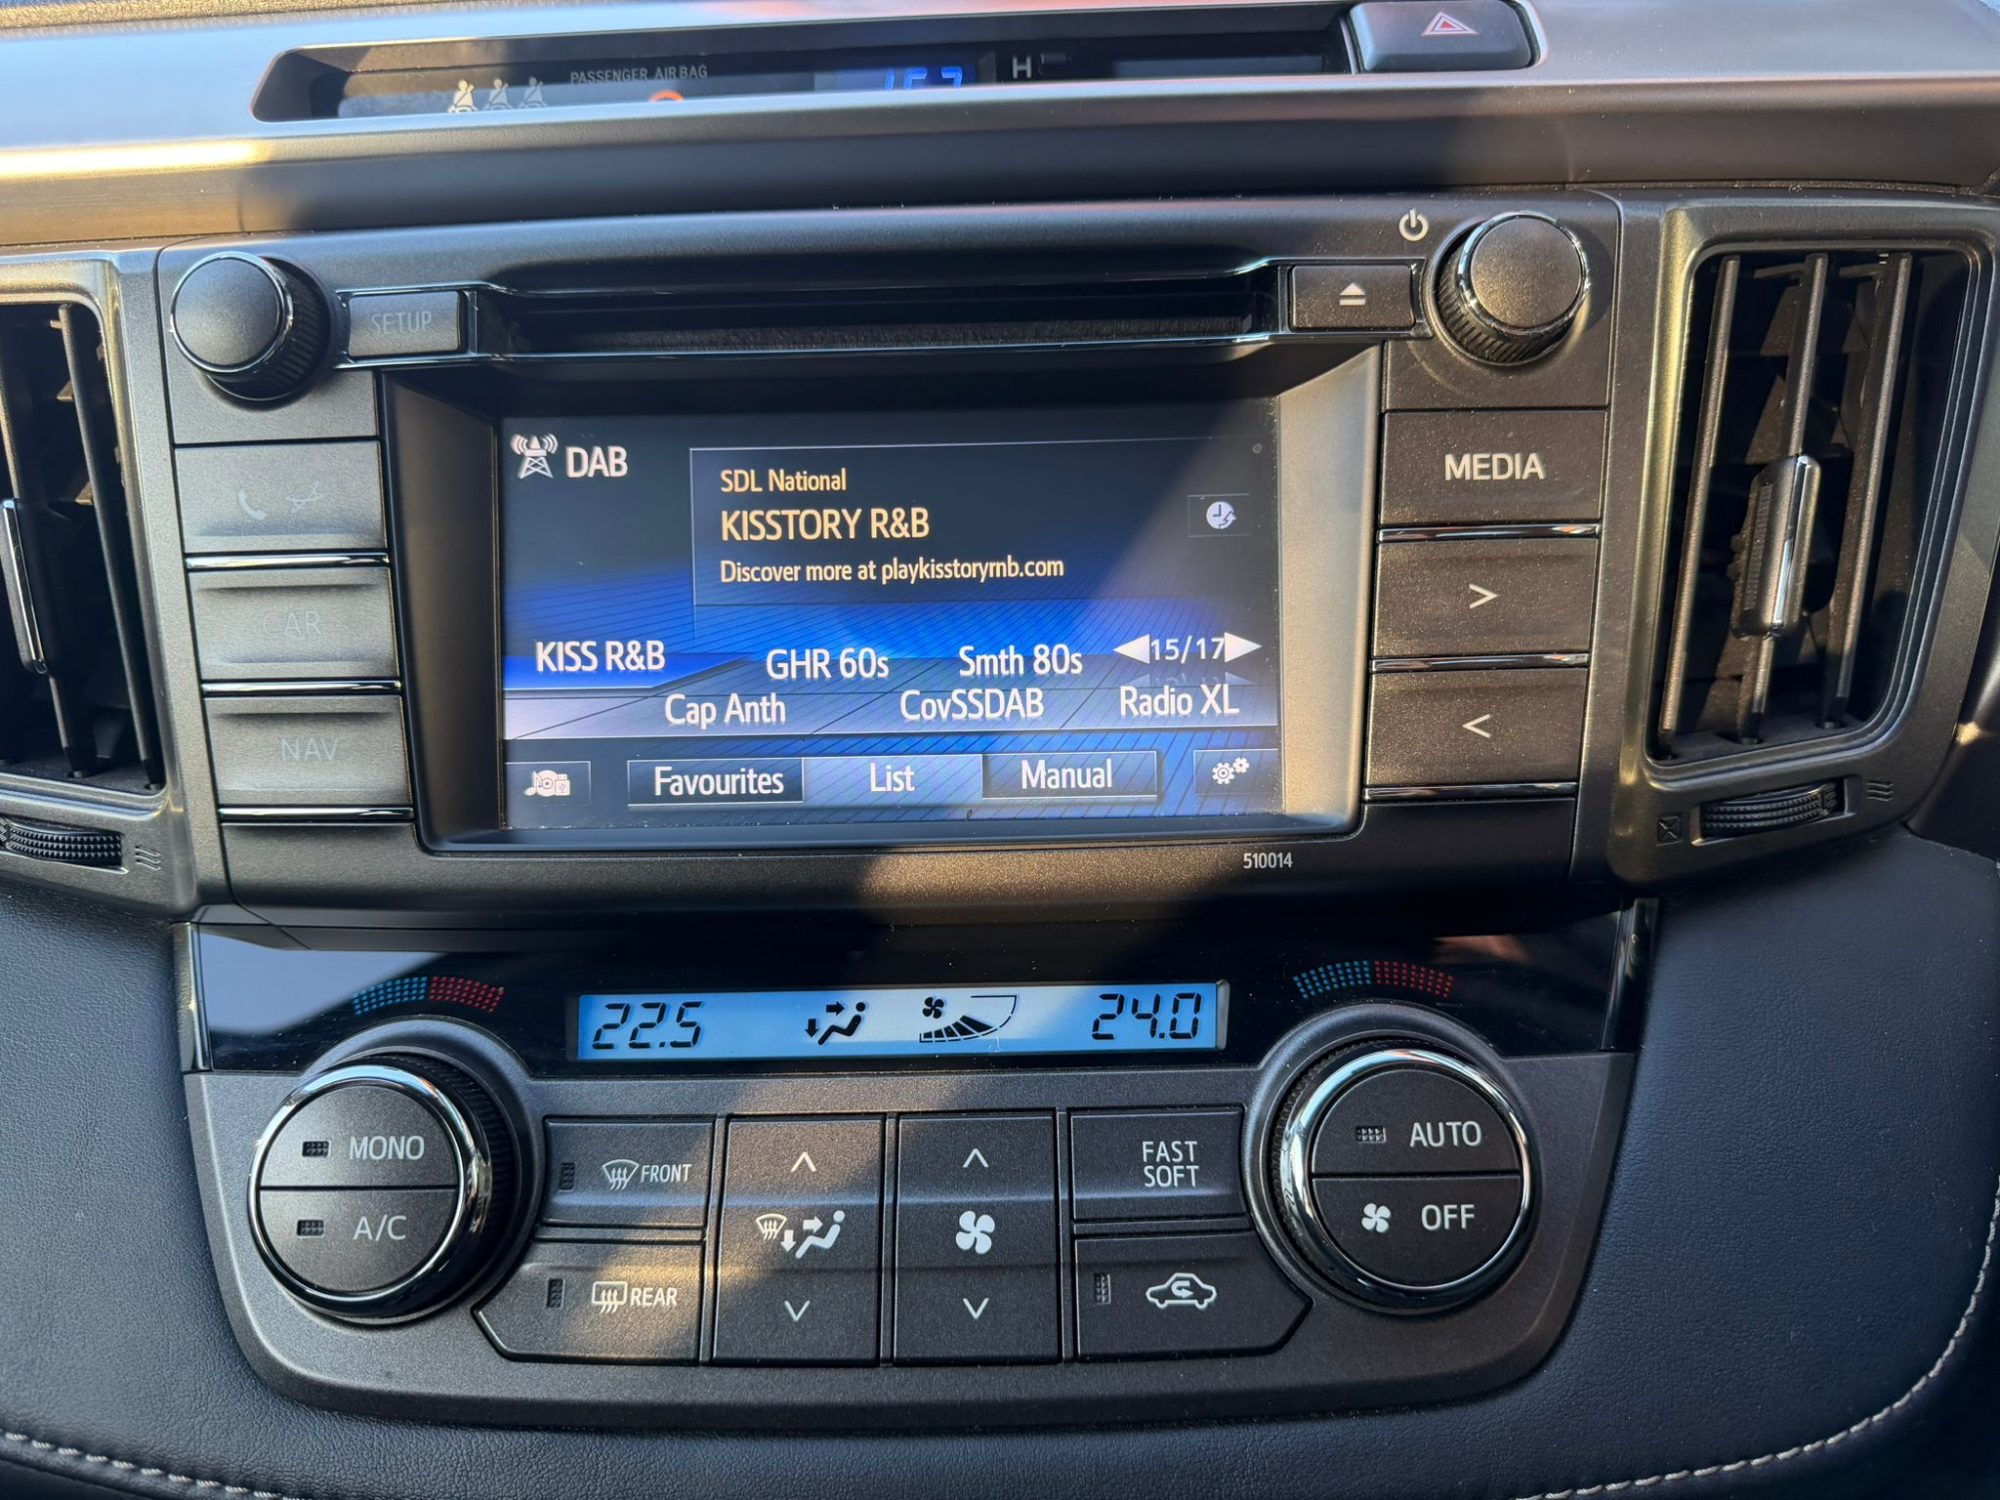 PASSENGER AIR BAG
H
SETUP
DAB
SDL National
KISSTORY R&B
Discover more at playkisstoryrnb.com
MEDIA
>
<
CAR
NAV
KISS R&B
GHR 60s
Smth 80s
15/17
Cap Anth
CovSSDAB
Radio XL
Favourites
List
Manual
510014
22.5
24.0
MONO
A/C
FRONT
REAR
FAST
SOFT
AUTO
OFF